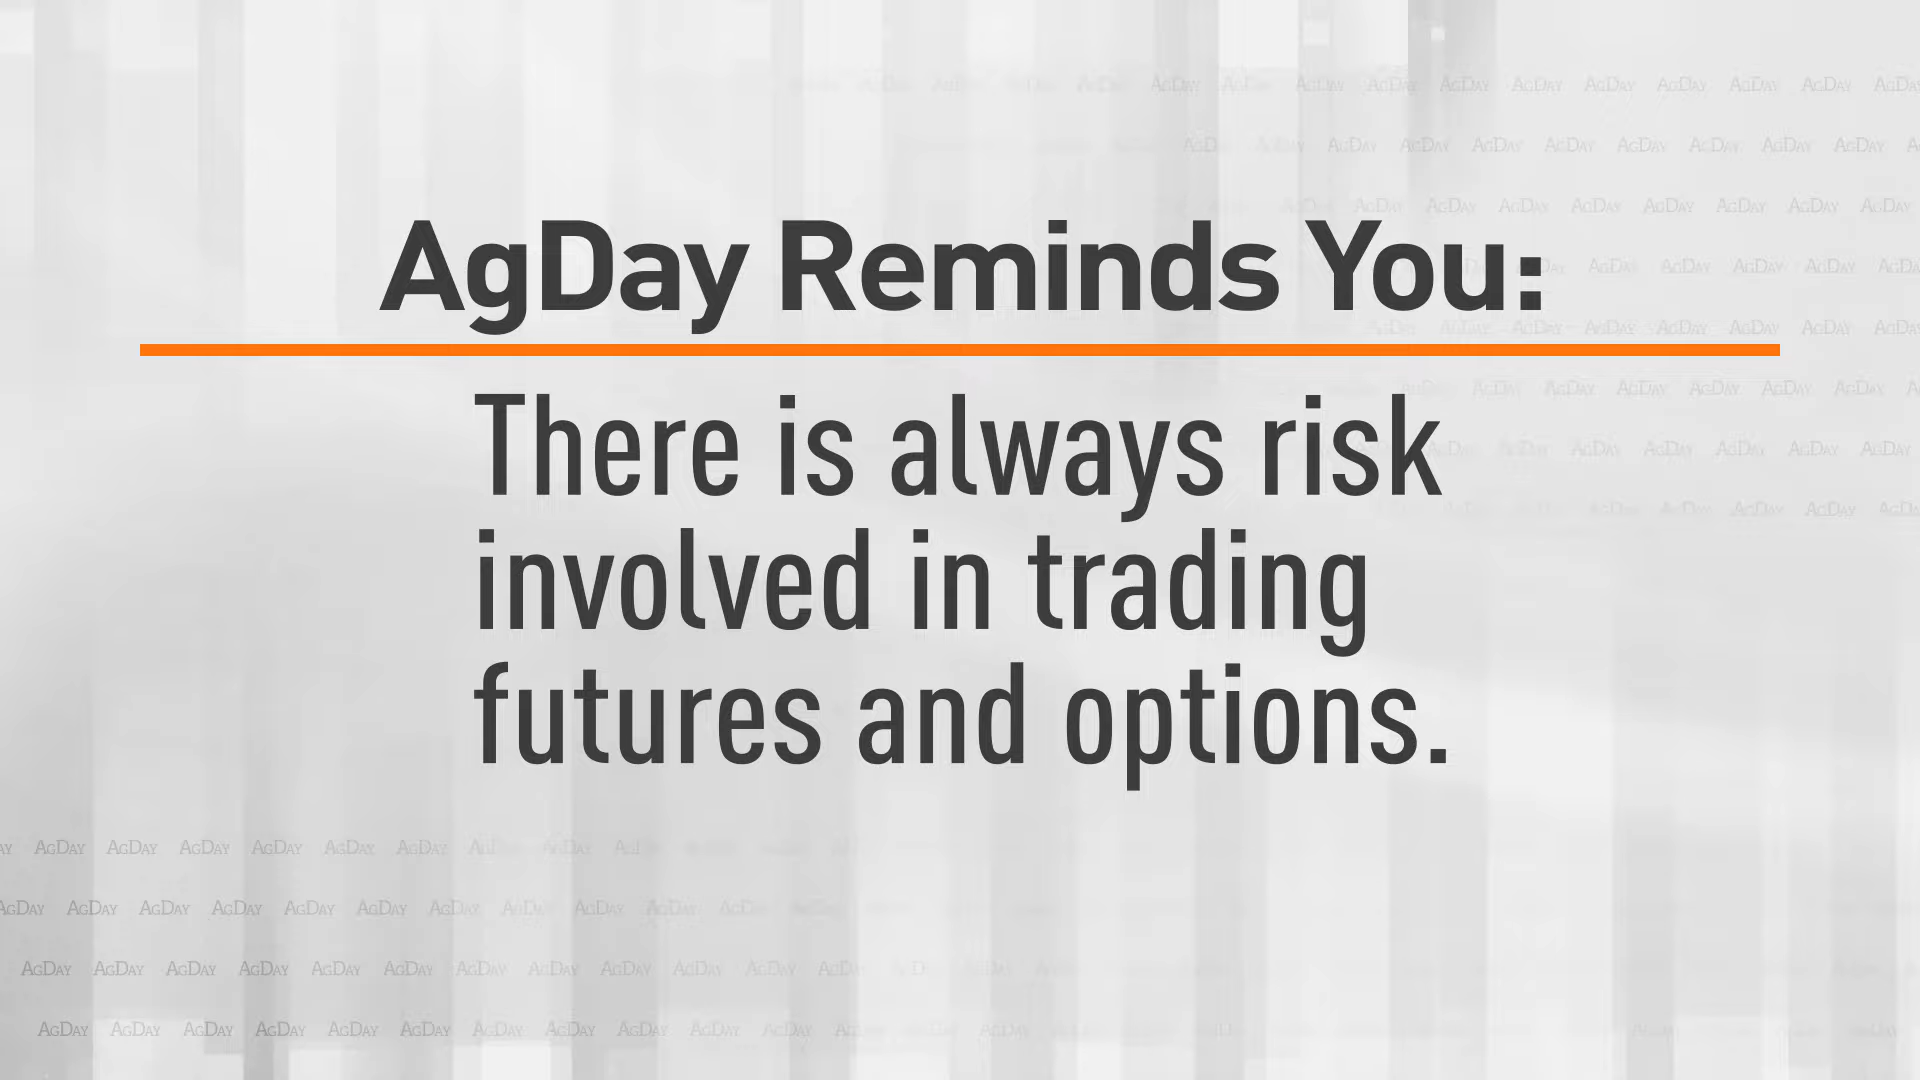 AgDay Reminds You:
There is always risk
involved in trading
futures and options.